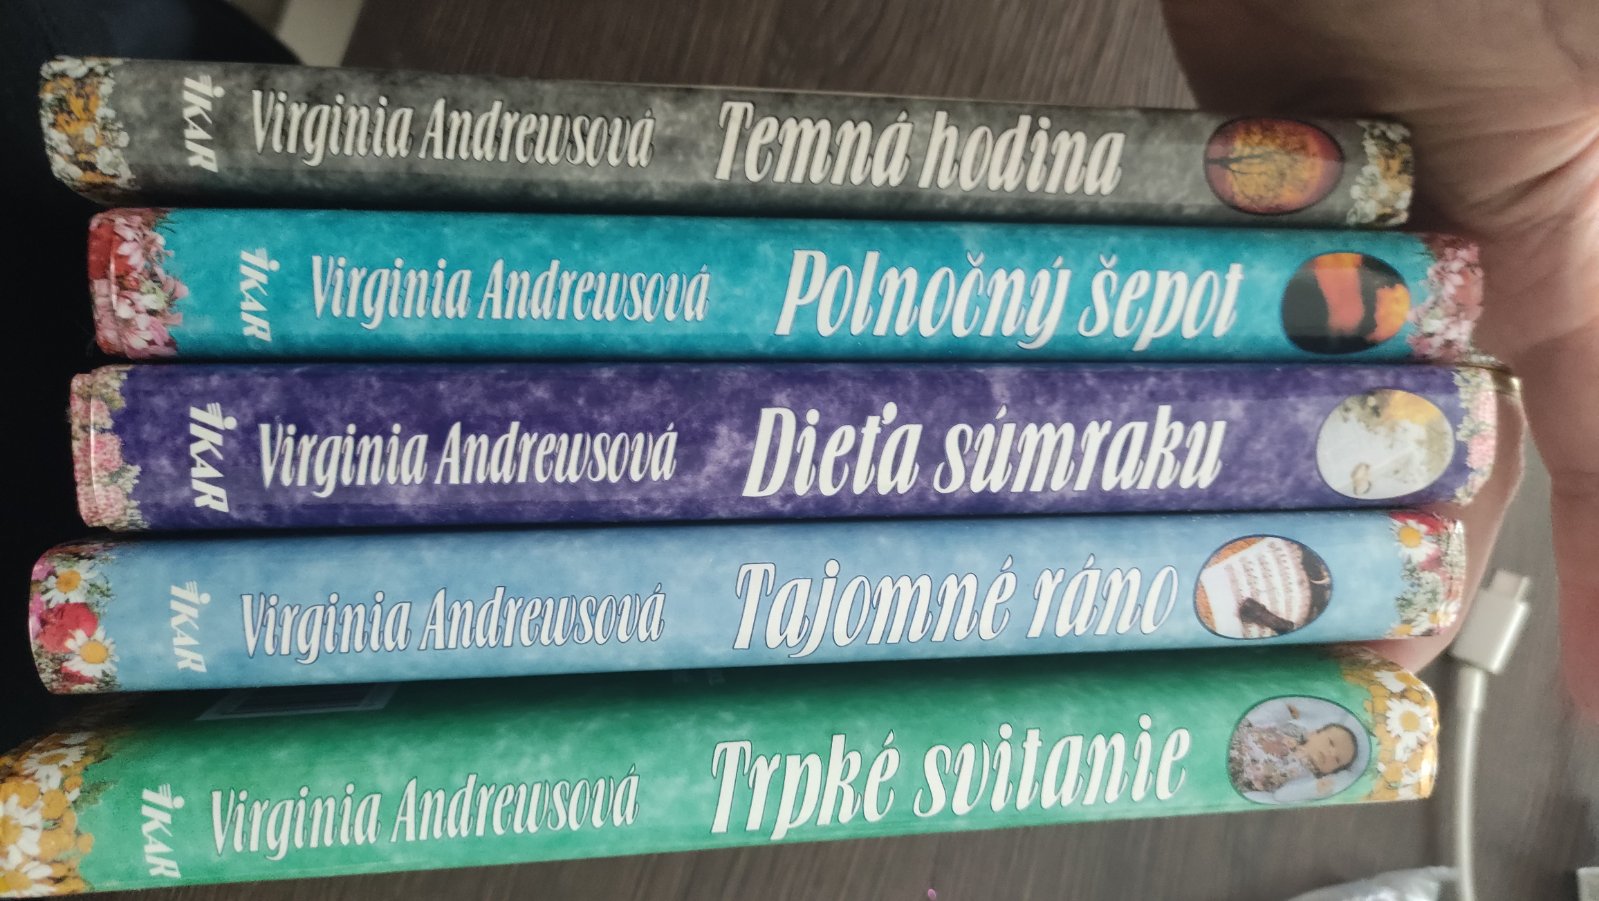 iKAR Virginia Andrewsová Temná hodina
iKAR Virginia Andrewsová Polnočný šepot
iKAR Virginia Andrewsová Dieťa súmraku
iKAR Virginia Andrewsová Tajomné ráno
iKAR Virginia Andrewsová Trpké svitanie